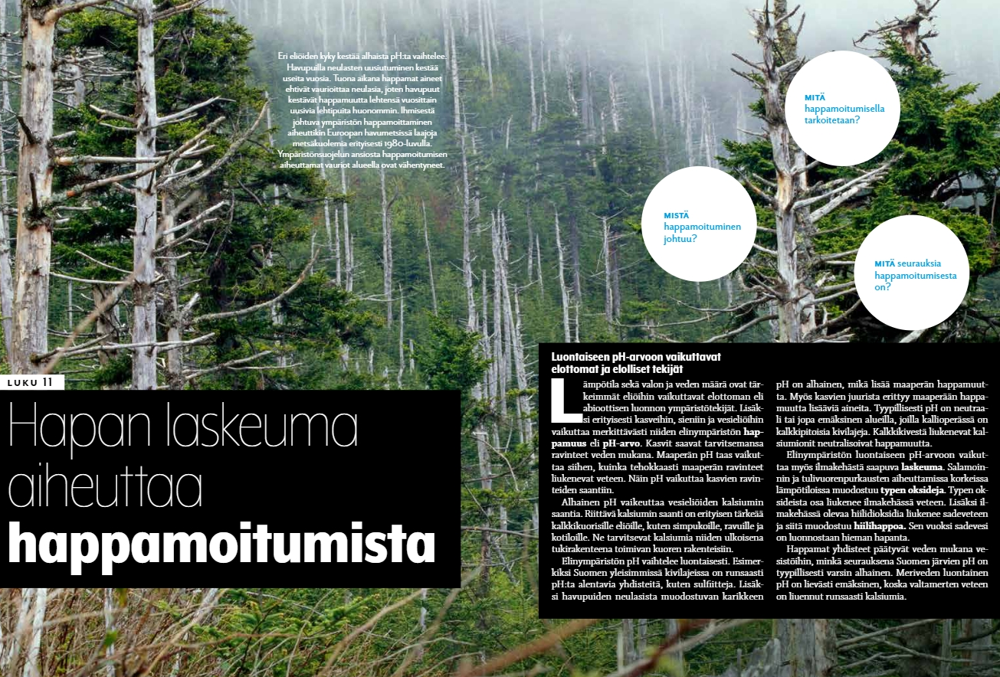 Eri eliöiden kyky kestää alhaista pH:ta vaihtelee.
Havupuilla neulasten uusiutuminen kestää
useita vuosia. Tuona aikana happamat aineet
ehtivät vaurioittaa neulasia, joten havupuut
kestävät happamuutta lehtensä vuosittain
uusivia lehtipuita huonommin. Ihmisestä
johtuva ympäristön happamoittaminen
aiheuttikin Euroopan havumetsissä laajoja
metsäkuolemia erityisesti 1980-luvulla.
Ympäristönsuojelun ansiosta happamoitumisen
aiheuttamat vauriot alueella ovat vähentyneet.
MITÄ
happamoitumisella
tarkoitetaan?
MISTÄ
happamoituminen
johtuu?
MITÄ seurauksia
happamoitumisesta
on?
LUKU 11
Hapan laskeuma
aiheuttaa
happamoitumista
Luontaiseen pH-arvoon vaikuttavat
elottomat ja elolliset tekijät
Lämpötila sekä valon ja veden määrä ovat tär-
keimmät eliöihin vaikuttavat elottoman eli
abioottisen luonnon ympäristötekijät. Lisäk-
si erityisesti kasveihin, sieniin ja vesieliöihin
vaikuttaa merkittävästi niiden elinympäristön hap-
pamuus eli pH-arvo. Kasvit saavat tarvitsemansa
ravinteet veden mukana. Maaperän pH taas vaikut-
taa siihen, kuinka tehokkaasti maaperän ravinteet
liukenevat veteen. Näin pH vaikuttaa kasvien ravin-
teiden saantiin.
Alhainen pH vaikeuttaa vesieliöiden kalsiumin
saantia. Riittävä kalsiumin saanti on erityisen tärkeää
kalkkikuorisille eliöille, kuten simpukoille, ravuille ja
kotiloille. Ne tarvitsevat kalsiumia niiden ulkoisena
tukirakenteena toimivan kuoren rakenteisiin.
Elinympäristön pH vaihtelee luontaisesti. Esimer-
kiksi Suomen yleisimmissä kivilajeissa on runsaasti
pH:ta alentavia yhdisteitä, kuten sulfiitteja. Lisäk-
si havupuiden neulasista muodostuvan karikkeen
pH on alhainen, mikä lisää maaperän happamuut-
ta. Myös kasvien juurista erittyy maaperään happa-
muutta lisääviä aineita. Tyypillisesti pH on neutraa-
li tai jopa emäksinen alueilla, joilla kallioperässä on
kalkkipitoisia kivilajeja. Kalkkikivestä liukenevat kal-
siumionit neutralisoivat happamuutta.
Elinympäristön luontaiseen pH-arvoon vaikut-
taa myös ilmakehästä saapuva laskeuma. Salamoin-
nin ja tulivuorenpurkausten aiheuttamissa korkeissa
lämpötiloissa muodostuu typen oksideja. Typen ok-
sideista osa liukenee ilmakehässä veteen. Lisäksi il-
makehässä olevaa hiilidioksidia liukenee sadeveteen
ja siitä muodostuu hiilihappoa. Sen vuoksi sadevesi
on luonnostaan hieman hapanta.
Happamat yhdisteet päätyvät veden mukana ve-
sistöihin, minkä seurauksena Suomen järvien pH on
tyypillisesti varsin alhainen. Meriveden luontainen
pH on lievästi emäksinen, koska valtamerten veteen
on liuennut runsaasti kalsiumia.